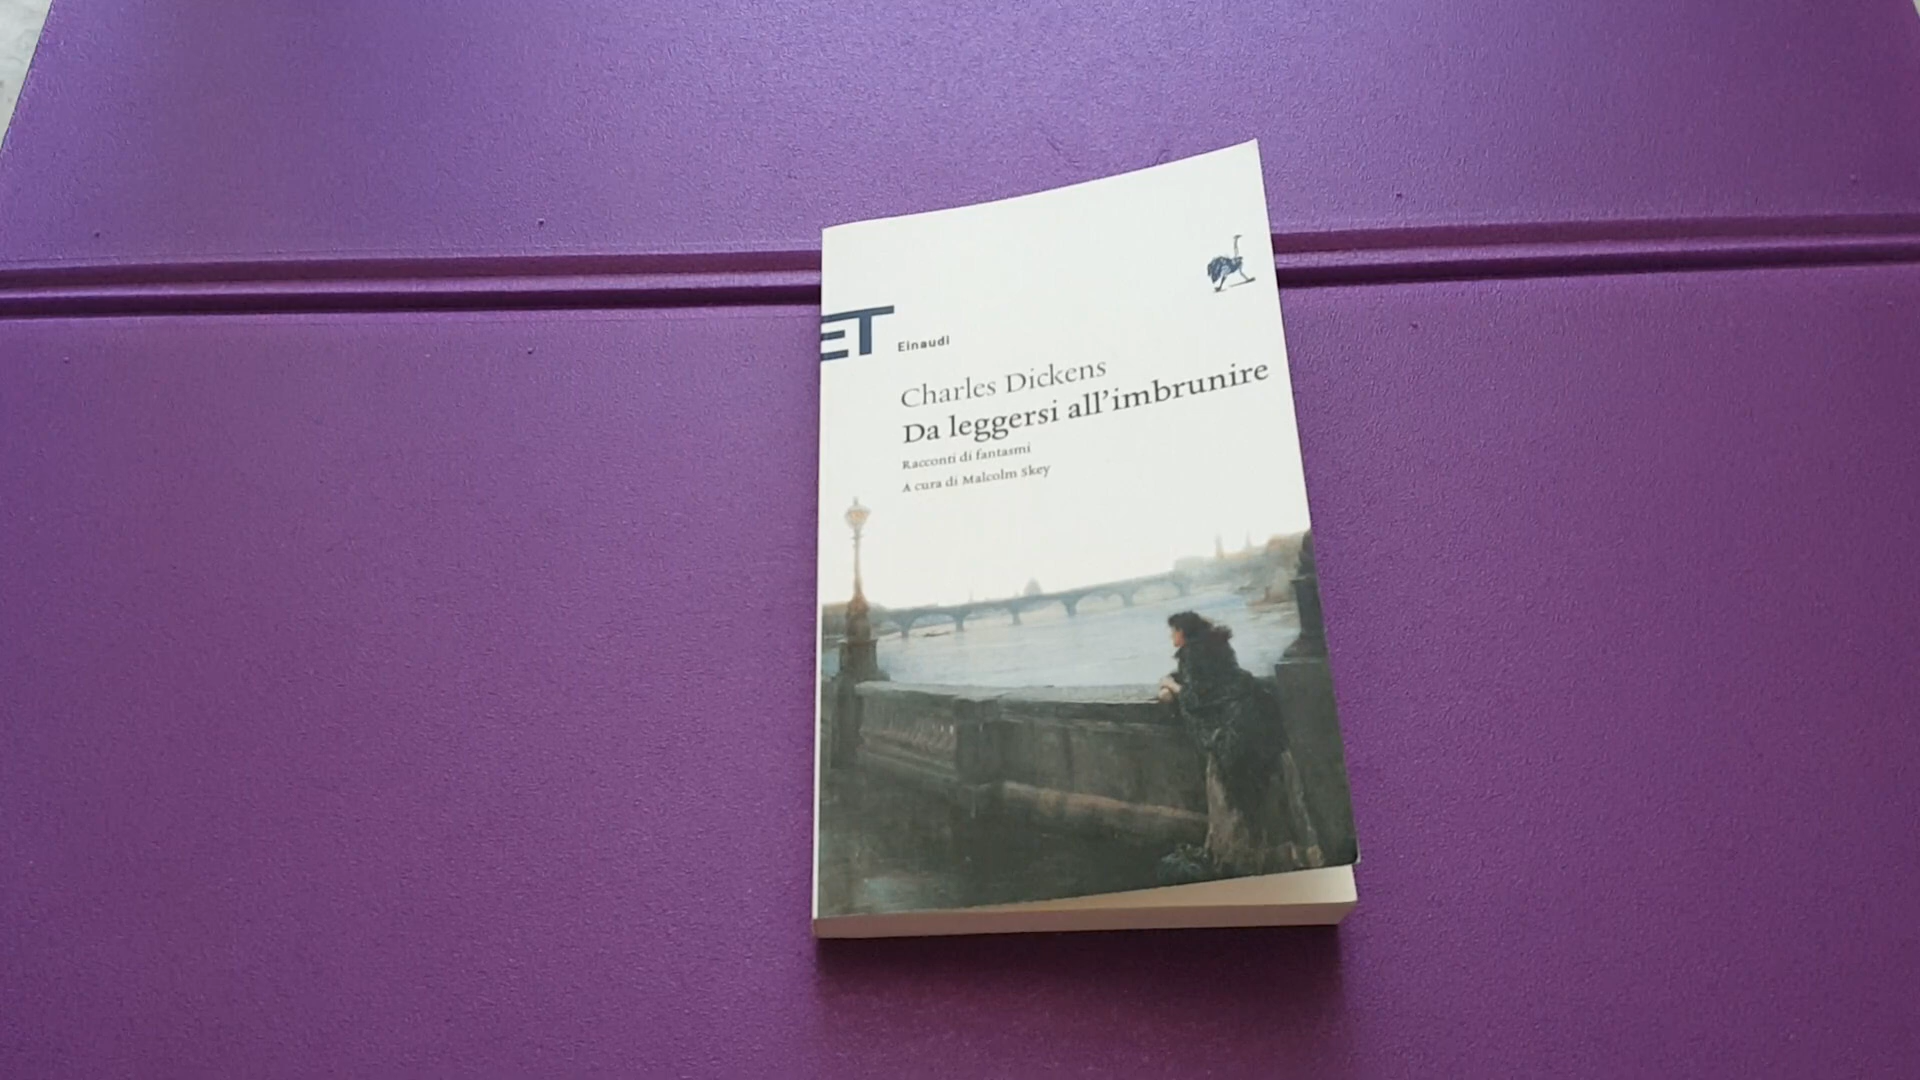 ET Einaudi
Charles Dickens
Da leggersi all'imbrunire
Racconti di fantasmi
A cura di Malcolm Skey